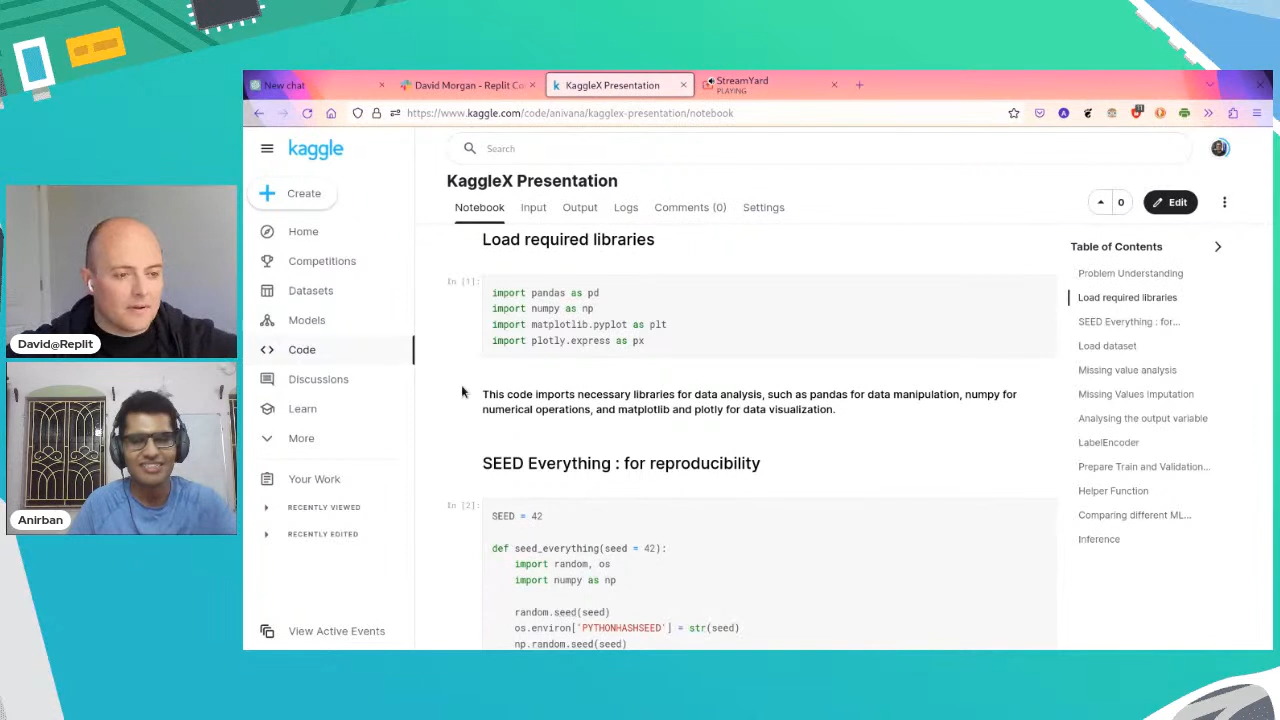 New chat
David Morgan - Replit Co
KaggleX Presentation
StreamYard
PLAYING
https://www.kaggle.com/code/anivana/kagglex-presentation/notebook
kaggle
Search
Create
Home
Competitions
Datasets
Models
Code
Discussions
Learn
More
Your Work
RECENTLY VIEWED
RECENTLY EDITED
View Active Events
KaggleX Presentation
0
Edit
Notebook
Input
Output
Logs
Comments (0)
Settings
Load required libraries
In [1]:
import pandas as pd
import numpy as np
import matplotlib.pyplot as plt
import plotly.express as px
This code imports necessary libraries for data analysis, such as pandas for data manipulation, numpy for
numerical operations, and matplotlib and plotly for data visualization.
SEED Everything : for reproducibility
In [2]:
SEED = 42
def seed_everything(seed = 42):
import random, os
import numpy as np
random.seed(seed)
os.environ['PYTHONHASHSEED'] = str(seed)
np.random.seed(seed)
Table of Contents
Problem Understanding
Load required libraries
SEED Everything : for...
Load dataset
Missing value analysis
Missing Values Imputation
Analysing the output variable
LabelEncoder
Prepare Train and Validation...
Helper Function
Comparing different ML...
Inference
David@Replit
Anirban